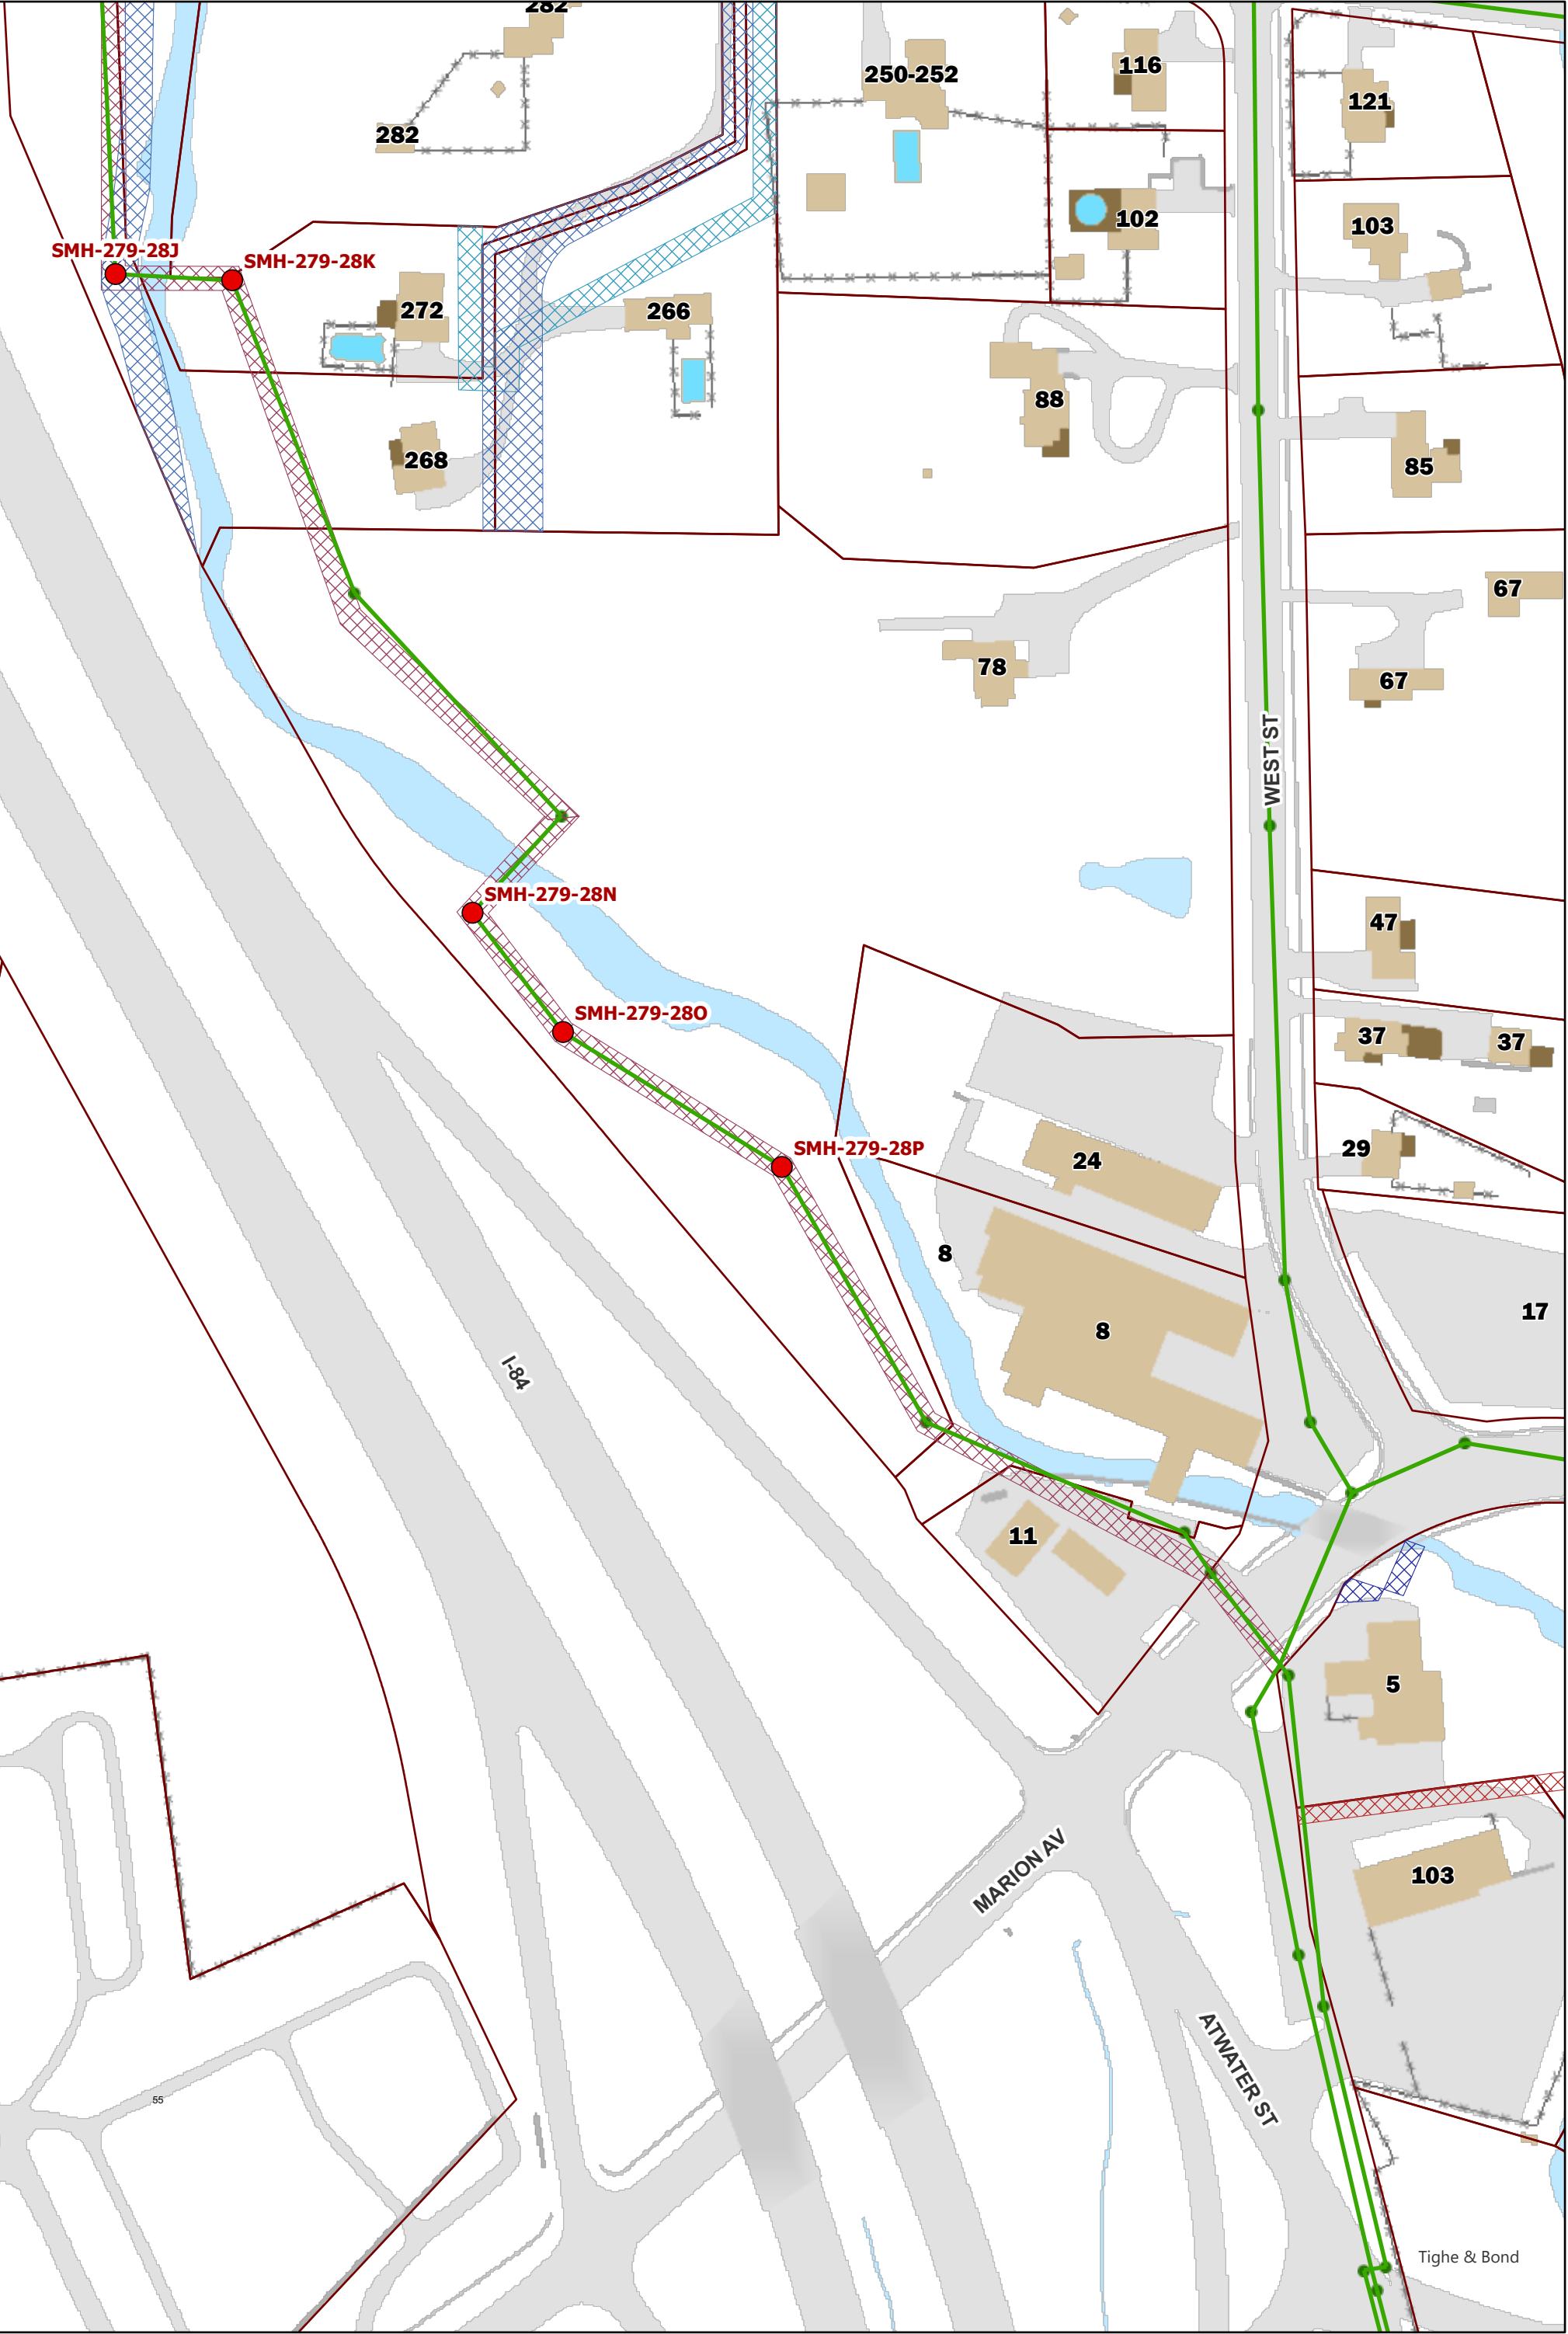 282
250-252
116
121
282
102
103
SMH-279-28J
SMH-279-28K
272
266
88
268
85
67
78
67
WEST ST
SMH-279-28N
47
SMH-279-28O
37
37
SMH-279-28P
29
24
8
17
8
I-84
11
5
MARION AV
103
ATWATER ST
55
Tighe & Bond